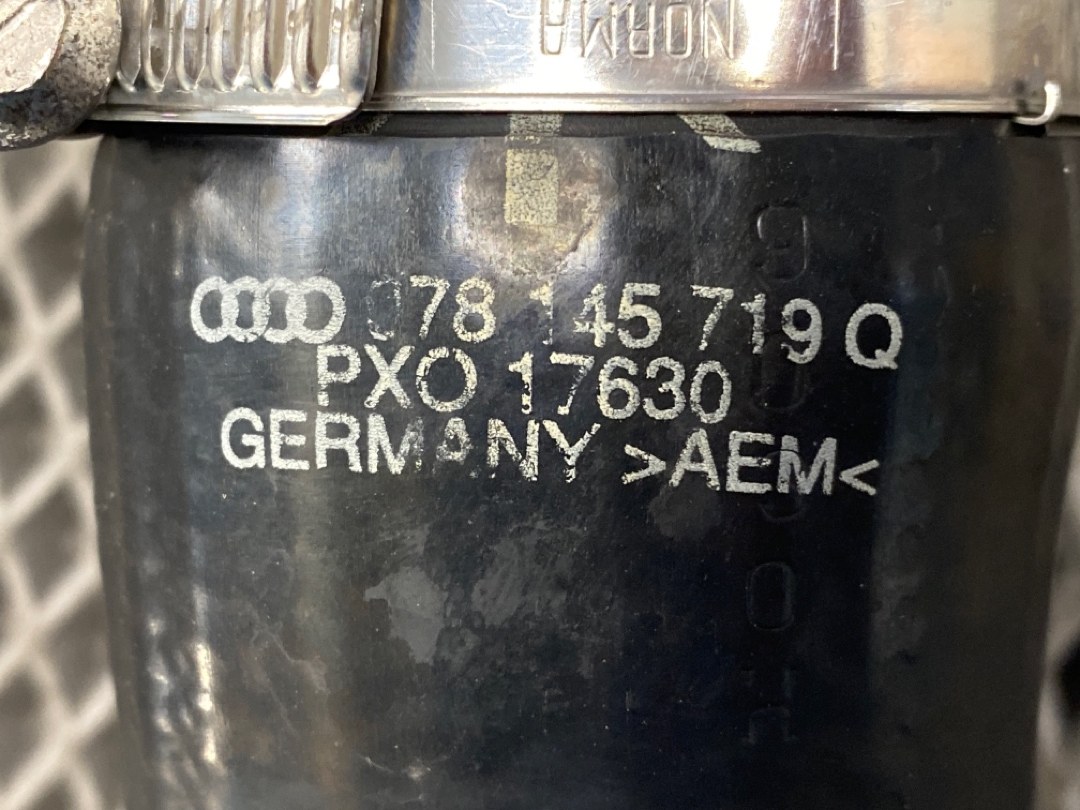 NORMA
078 145 719 Q
PXO 17630
GERMANY >AEM<